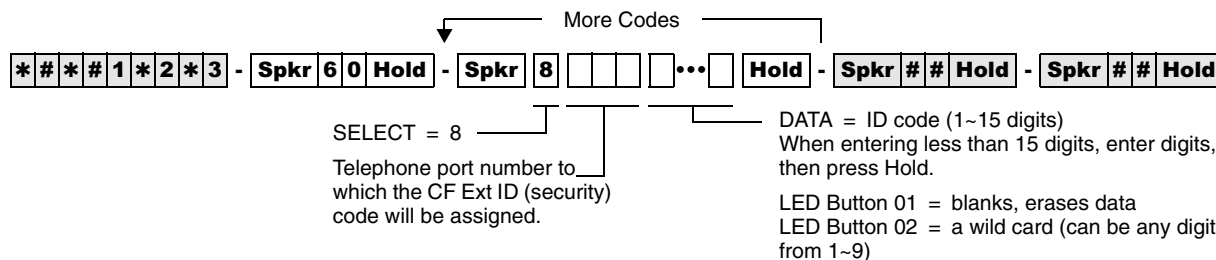 More Codes
*#*#1*2*3 - Spkr 6 0 Hold - Spkr 8 ••• Hold - Spkr # # Hold - Spkr # # Hold
SELECT = 8
Telephone port number to
which the CF Ext ID (security)
code will be assigned.
DATA = ID code (1~15 digits)
When entering less than 15 digits, enter digits,
then press Hold.
LED Button 01 = blanks, erases data
LED Button 02 = a wild card (can be any digit
from 1~9)